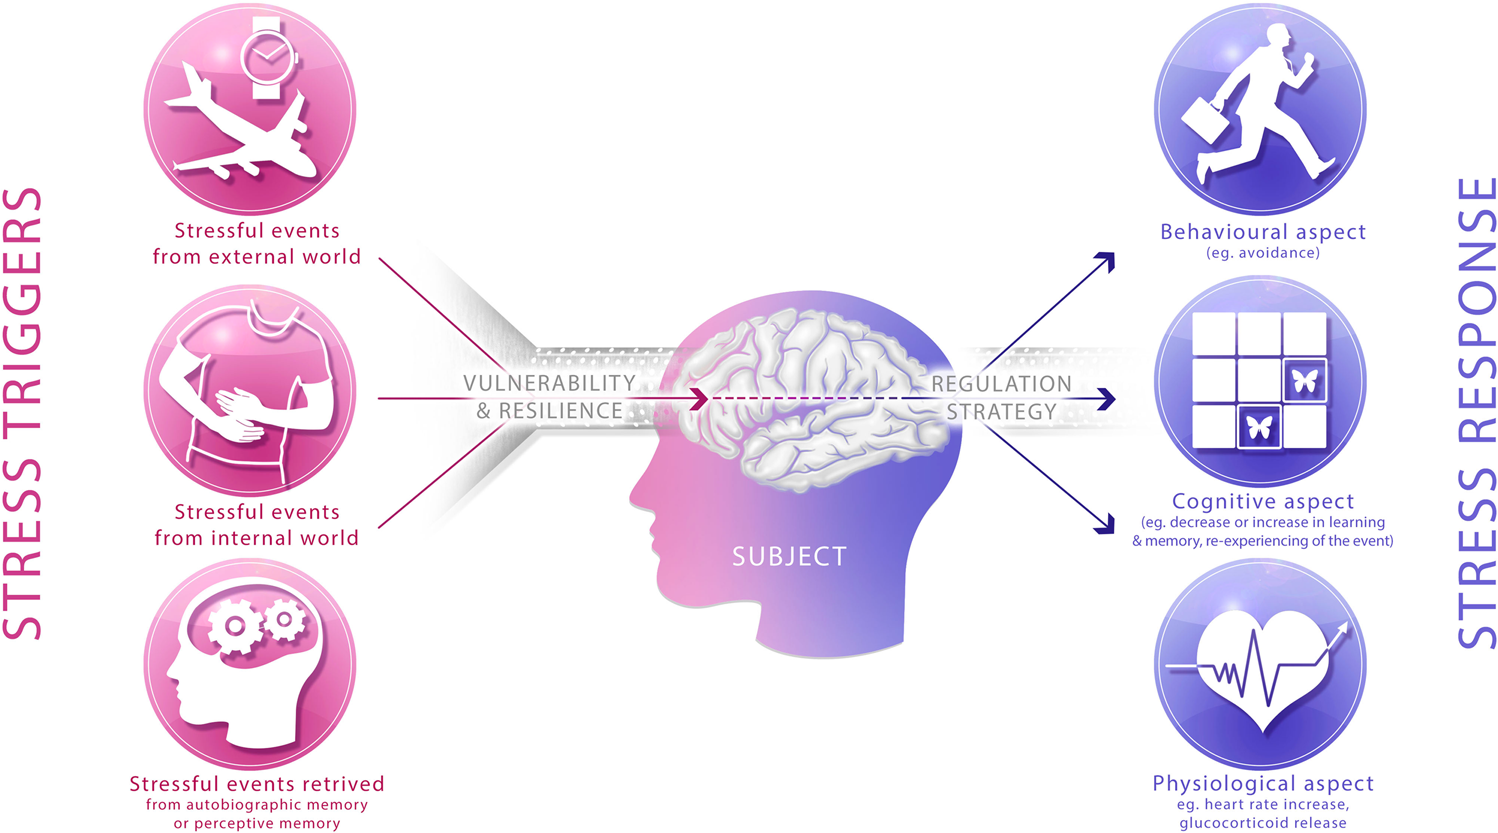 STRESS TRIGGERS
Stressful events
from external world
Stressful events
from internal world
Stressful events retrived
from autobiographic memory
or perceptive memory
VULNERABILITY
& RESILIENCE
SUBJECT
REGULATION
STRATEGY
Behavioural aspect
(eg. avoidance)
Cognitive aspect
(eg. decrease or increase in learning
& memory, re-experiencing of the event)
Physiological aspect
eg. heart rate increase,
glucocorticoid release
STRESS RESPONSE